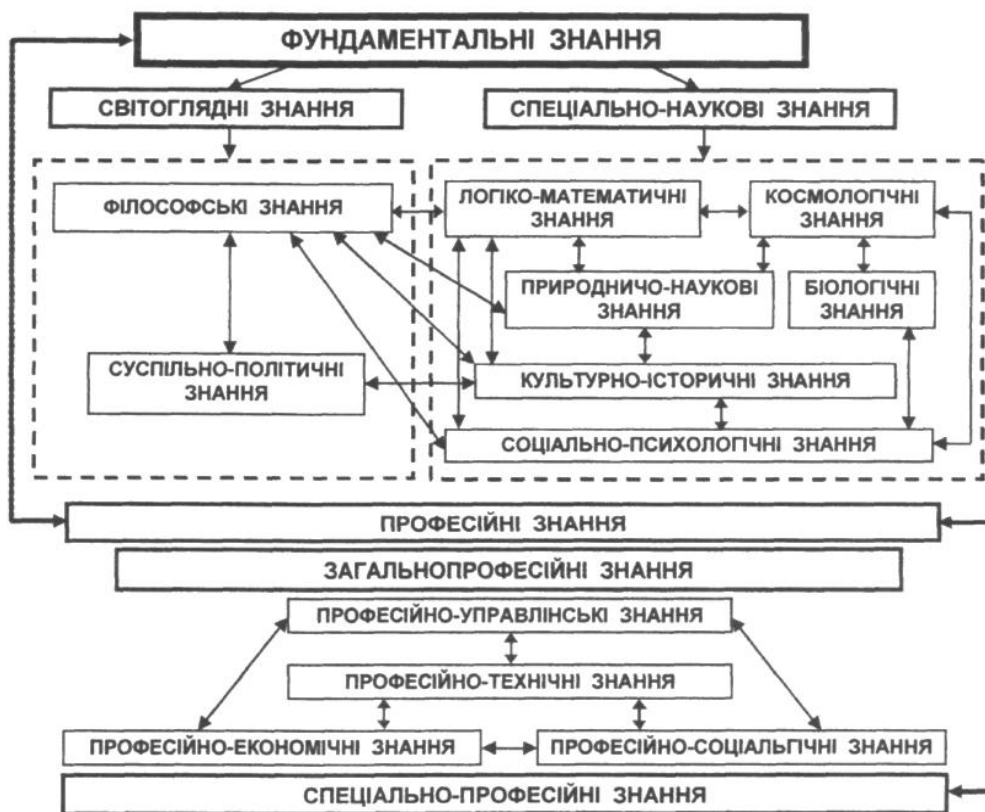 ФУНДАМЕНТАЛЬНІ ЗНАННЯ
СВІТОГЛЯДНІ ЗНАННЯ
СПЕЦІАЛЬНО-НАУКОВІ ЗНАННЯ
ФІЛОСОФСЬКІ ЗНАННЯ
ЛОГІКО-МАТЕМАТИЧНІ
ЗНАННЯ
КОСМОЛОГІЧНІ
ЗНАННЯ
ПРИРОДНИЧО-НАУКОВІ
ЗНАННЯ
БІОЛОГІЧНІ
ЗНАННЯ
СУСПІЛЬНО-ПОЛІТИЧНІ
ЗНАННЯ
КУЛЬТУРНО-ІСТОРИЧНІ ЗНАННЯ
СОЦІАЛЬНО-ПСИХОЛОГІЧНІ ЗНАННЯ
ПРОФЕСІЙНІ ЗНАННЯ
ЗАГАЛЬНОПРОФЕСІЙНІ ЗНАННЯ
ПРОФЕСІЙНО-УПРАВЛІНСЬКІ ЗНАННЯ
ПРОФЕСІЙНО-ТЕХНІЧНІ ЗНАННЯ
ПРОФЕСІЙНО-ЕКОНОМІЧНІ ЗНАННЯ
ПРОФЕСІЙНО-СОЦІАЛЬГІЧНІ ЗНАННЯ
СПЕЦІАЛЬНО-ПРОФЕСІЙНІ ЗНАННЯ